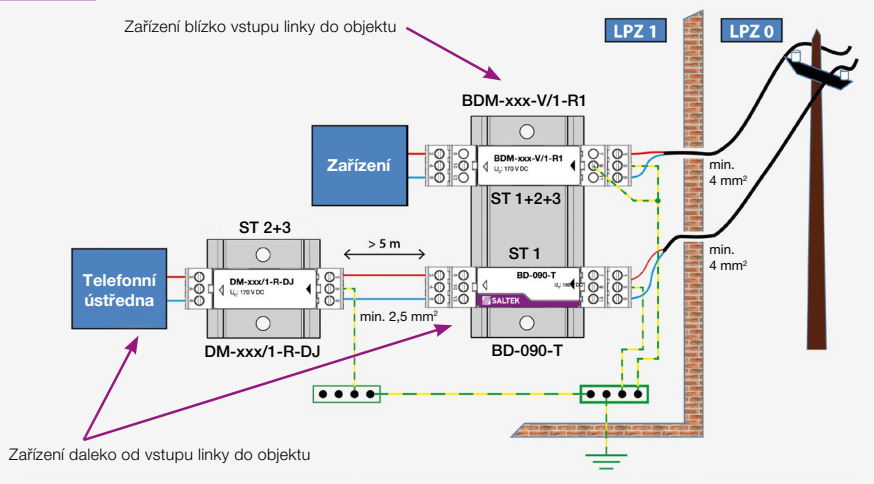 Zařízení blízko vstupu linky do objektu
LPZ 1
LPZ 0
BDM-xxx-V/1-R1
Zařízení
BDM-xxx-V/1-R1
U꜀: 170 V DC
min.
4 mm²
ST 1+2+3
ST 2+3
> 5 m
ST 1
min.
4 mm²
Telefonní
ústředna
DM-xxx/1-R-DJ
U꜀: 170 V DC
BD-090-T
SALTEK
min. 2,5 mm²
DM-xxx/1-R-DJ
BD-090-T
Zařízení daleko od vstupu linky do objektu